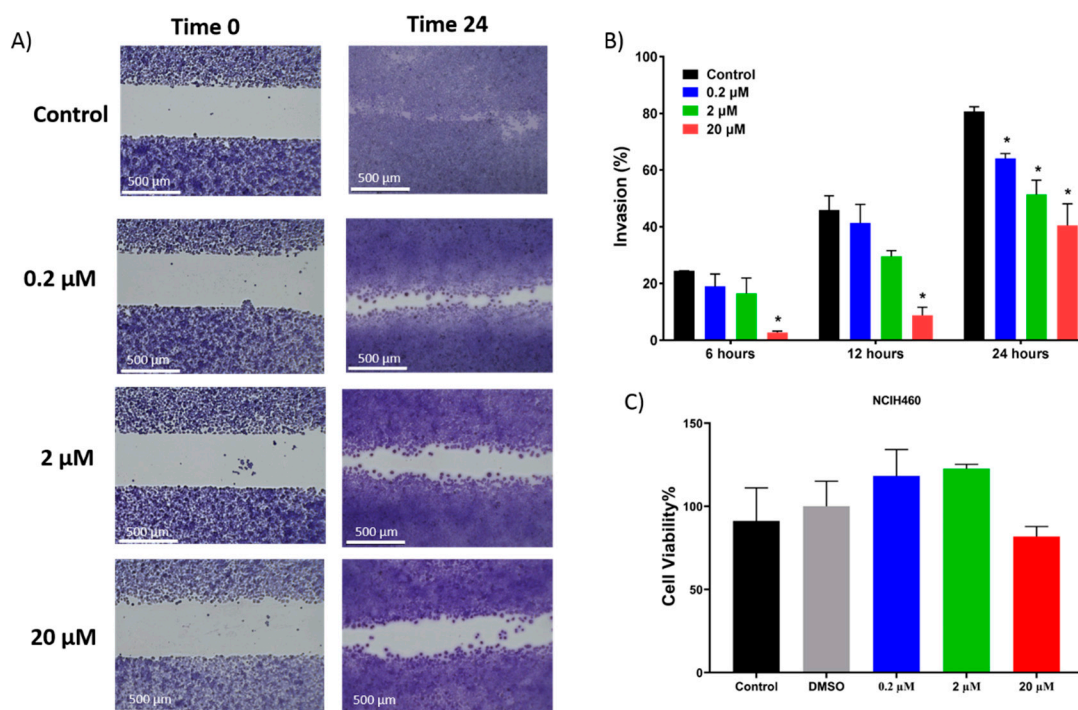 A)
Time 0
Time 24
Control
500 µm
500 µm
0.2 µM
500 µm
500 µm
2 µM
500 µm
500 µm
20 µM
500 µm
500 µm
B)
Invasion (%)
100
80
60
40
20
0
Control
0.2 µM
2 µM
20 µM
*
*
*
*
*
6 hours
12 hours
24 hours
C)
NCIH460
Cell Viability%
150
100
50
0
Control
DMSO
0.2 µM
2 µM
20 µM